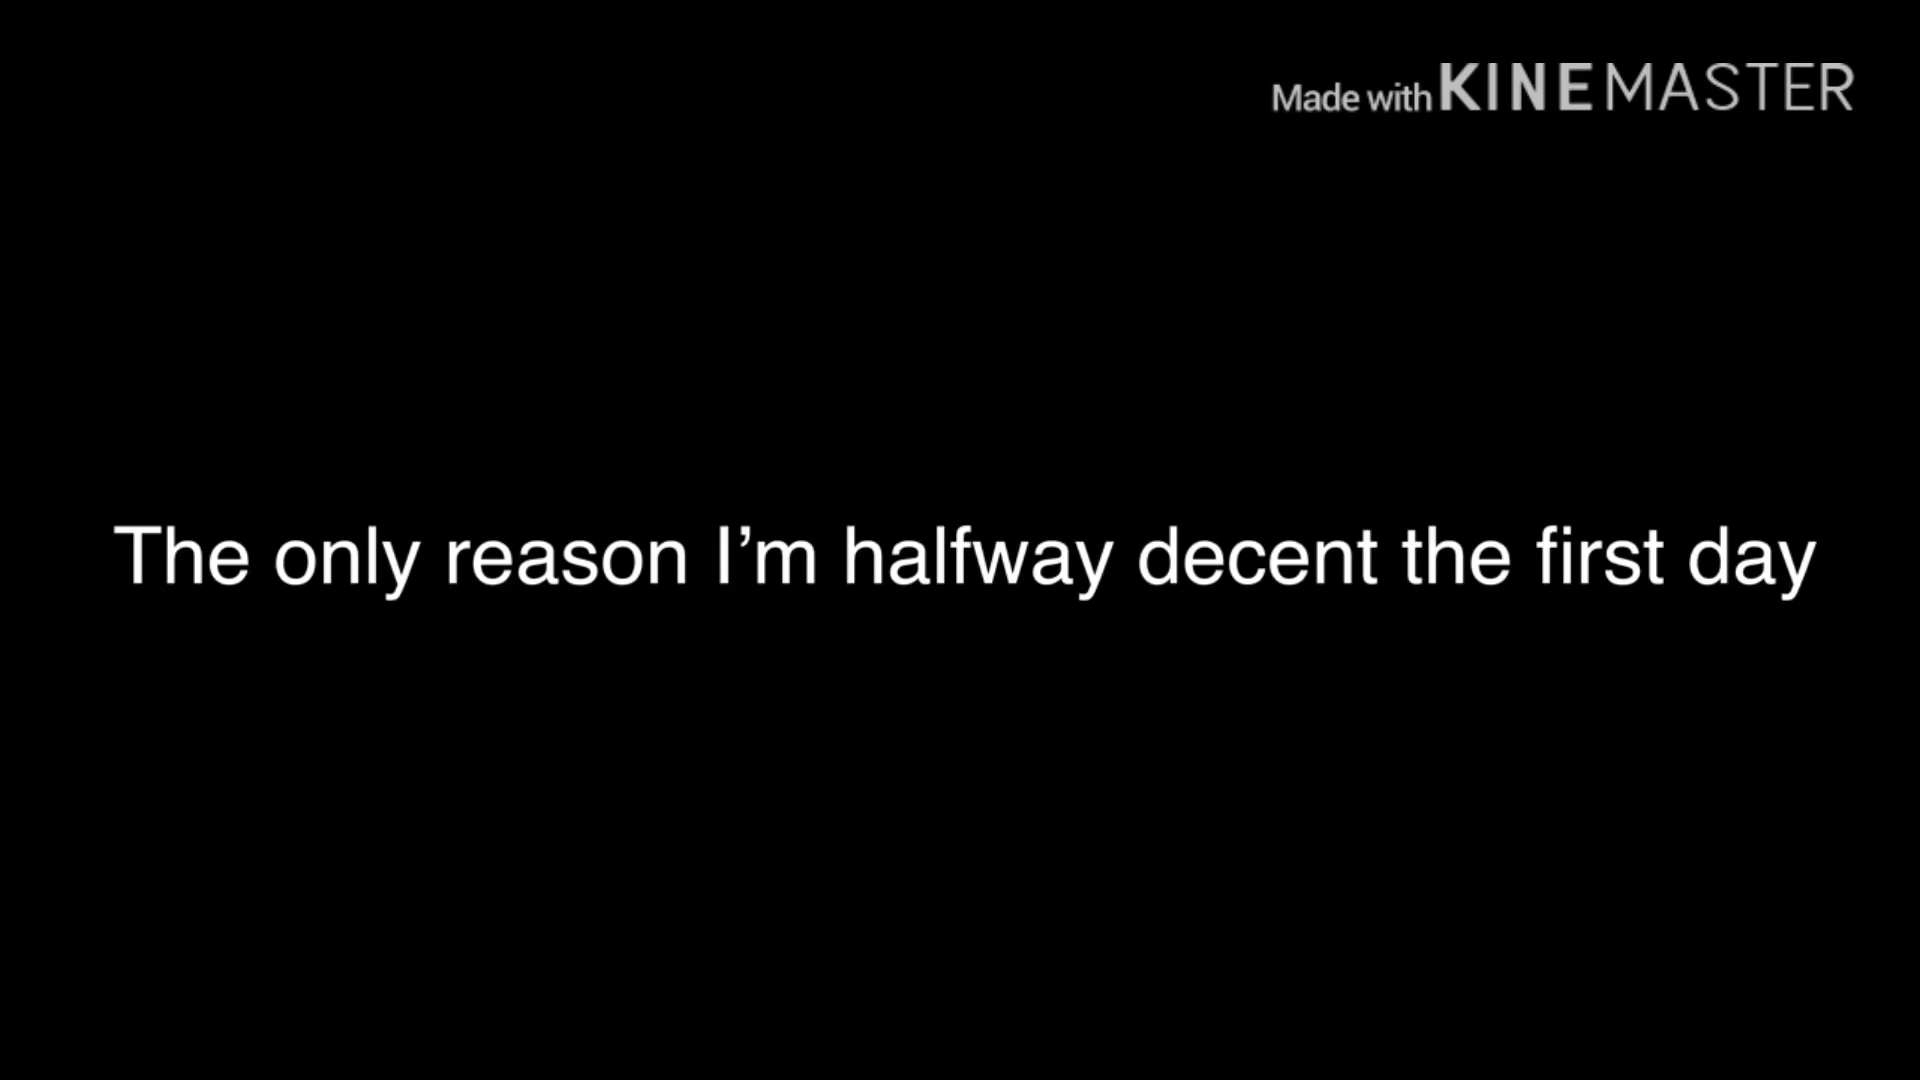 Made with KINEMASTER
The only reason I’m halfway decent the first day